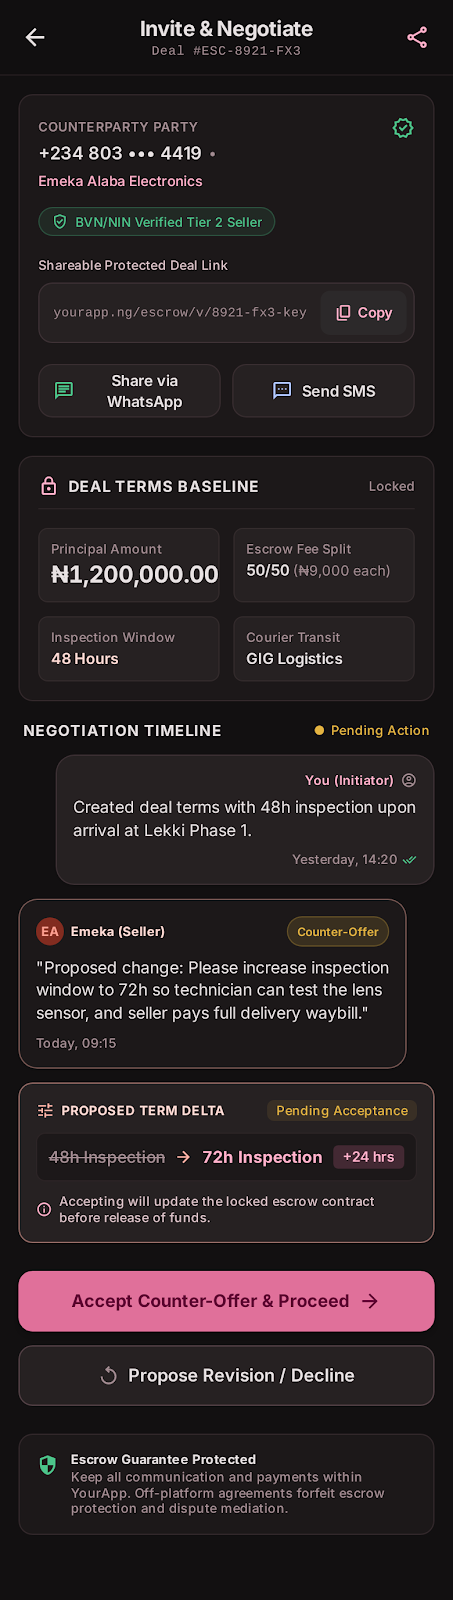 Invite & Negotiate
Deal #ESC-8921-FX3
COUNTERPARTY PARTY
+234 803 ••• 4419 •
Emeka Alaba Electronics
BVN/NIN Verified Tier 2 Seller
Shareable Protected Deal Link
yourapp.ng/escrow/v/8921-fx3-key
Copy
Share via
WhatsApp
Send SMS
DEAL TERMS BASELINE
Locked
Principal Amount
₦1,200,000.00
Escrow Fee Split
50/50 (₦9,000 each)
Inspection Window
48 Hours
Courier Transit
GIG Logistics
NEGOTIATION TIMELINE
Pending Action
You (Initiator)
Created deal terms with 48h inspection upon
arrival at Lekki Phase 1.
Yesterday, 14:20
EA
Emeka (Seller)
Counter-Offer
"Proposed change: Please increase inspection
window to 72h so technician can test the lens
sensor, and seller pays full delivery waybill."
Today, 09:15
PROPOSED TERM DELTA
Pending Acceptance
48h Inspection → 72h Inspection
+24 hrs
Accepting will update the locked escrow contract
before release of funds.
Accept Counter-Offer & Proceed →
Propose Revision / Decline
Escrow Guarantee Protected
Keep all communication and payments within
YourApp. Off-platform agreements forfeit escrow
protection and dispute mediation.